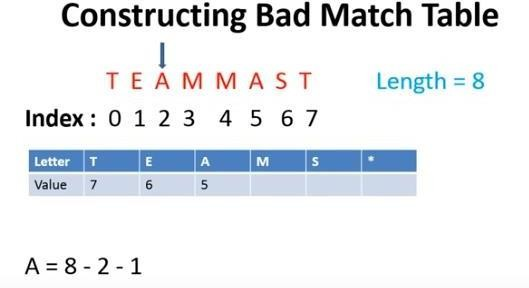 Constructing Bad Match Table
T E A M M A S T Length = 8
Index : 0 1 2 3 4 5 6 7
Letter T E A M S *
Value 7 6 5
A = 8 - 2 - 1